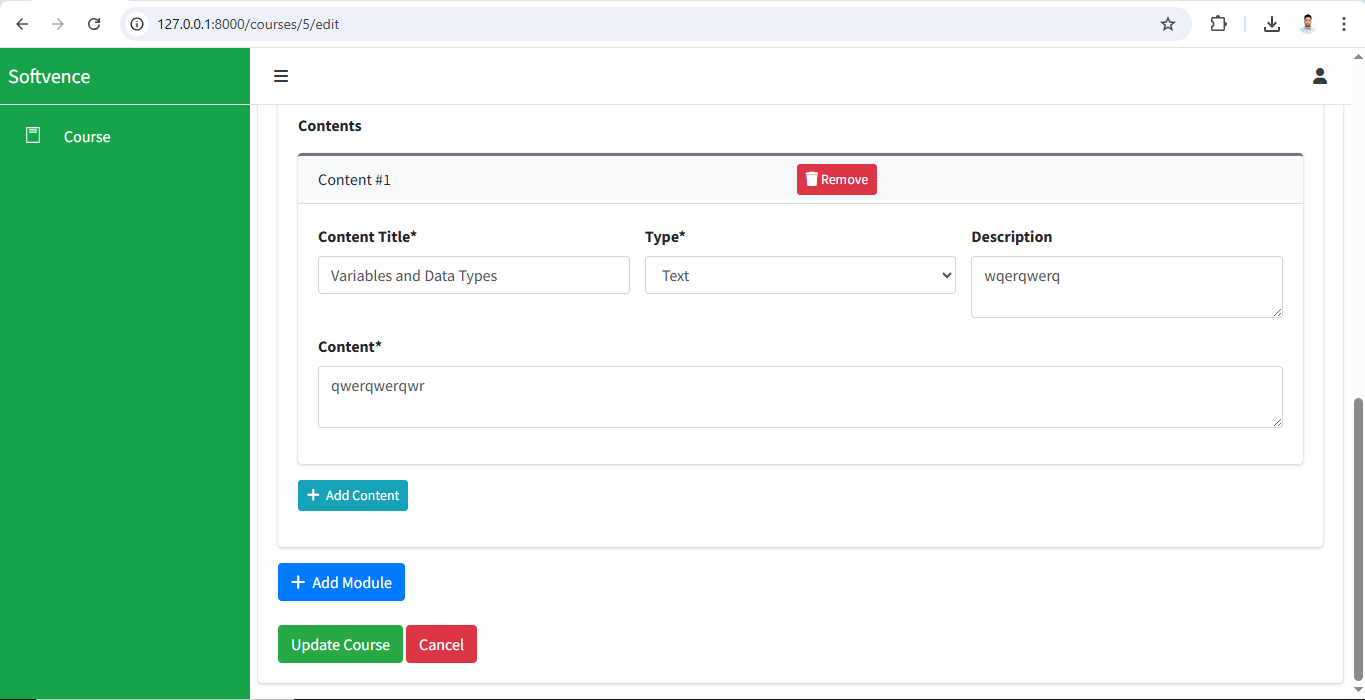 127.0.0.1:8000/courses/5/edit
Softvence
Course
Contents
Content #1 Remove
Content Title* Type* Description
Variables and Data Types Text wqerqwerq
Content*
qwerqwerqwr
Add Content
Add Module
Update Course Cancel